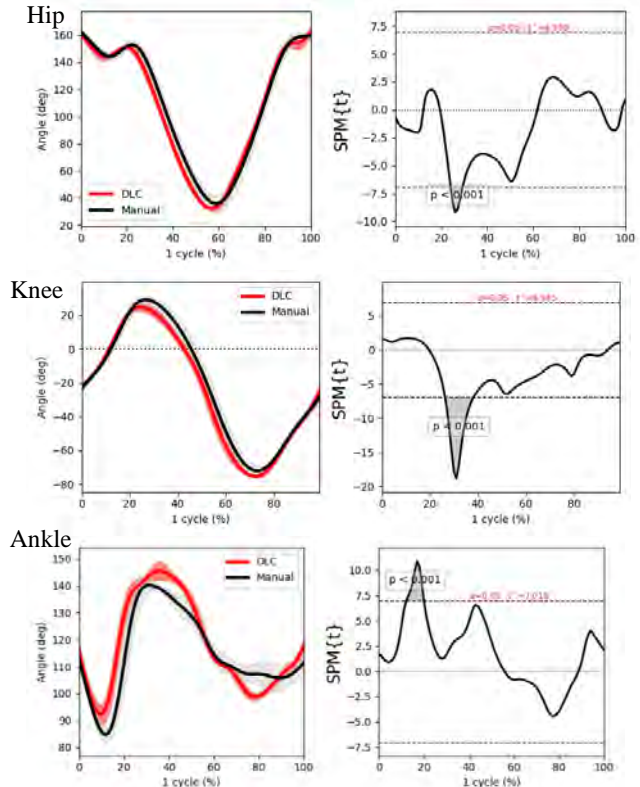 Hip
160
140
120
100
80
60
40
20
Angle (deg)
DLC
Manual
0 20 40 60 80 100
1 cycle (%)
7.5
5.0
2.5
0.0
−2.5
−5.0
−7.5
−10.0
SPM{t}
p < 0.001
0 20 40 60 80 100
1 cycle (%)
Knee
20
0
−20
−40
−60
−80
Angle (deg)
DLC
Manual
0 20 40 60 80
1 cycle (%)
5
0
−5
−10
−15
−20
SPM{t}
p < 0.001
0 20 40 60 80
1 cycle (%)
Ankle
150
140
130
120
110
100
90
80
Angle (deg)
DLC
Manual
0 20 40 60 80 100
1 cycle (%)
10.0
7.5
5.0
2.5
0.0
−2.5
−5.0
−7.5
SPM{t}
p < 0.001
0 20 40 60 80 100
1 cycle (%)